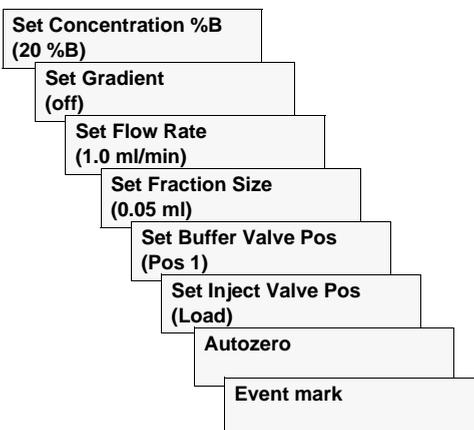 Set Concentration %B
(20 %B)
Set Gradient
(off)
Set Flow Rate
(1.0 ml/min)
Set Fraction Size
(0.05 ml)
Set Buffer Valve Pos
(Pos 1)
Set Inject Valve Pos
(Load)
Autozero
Event mark